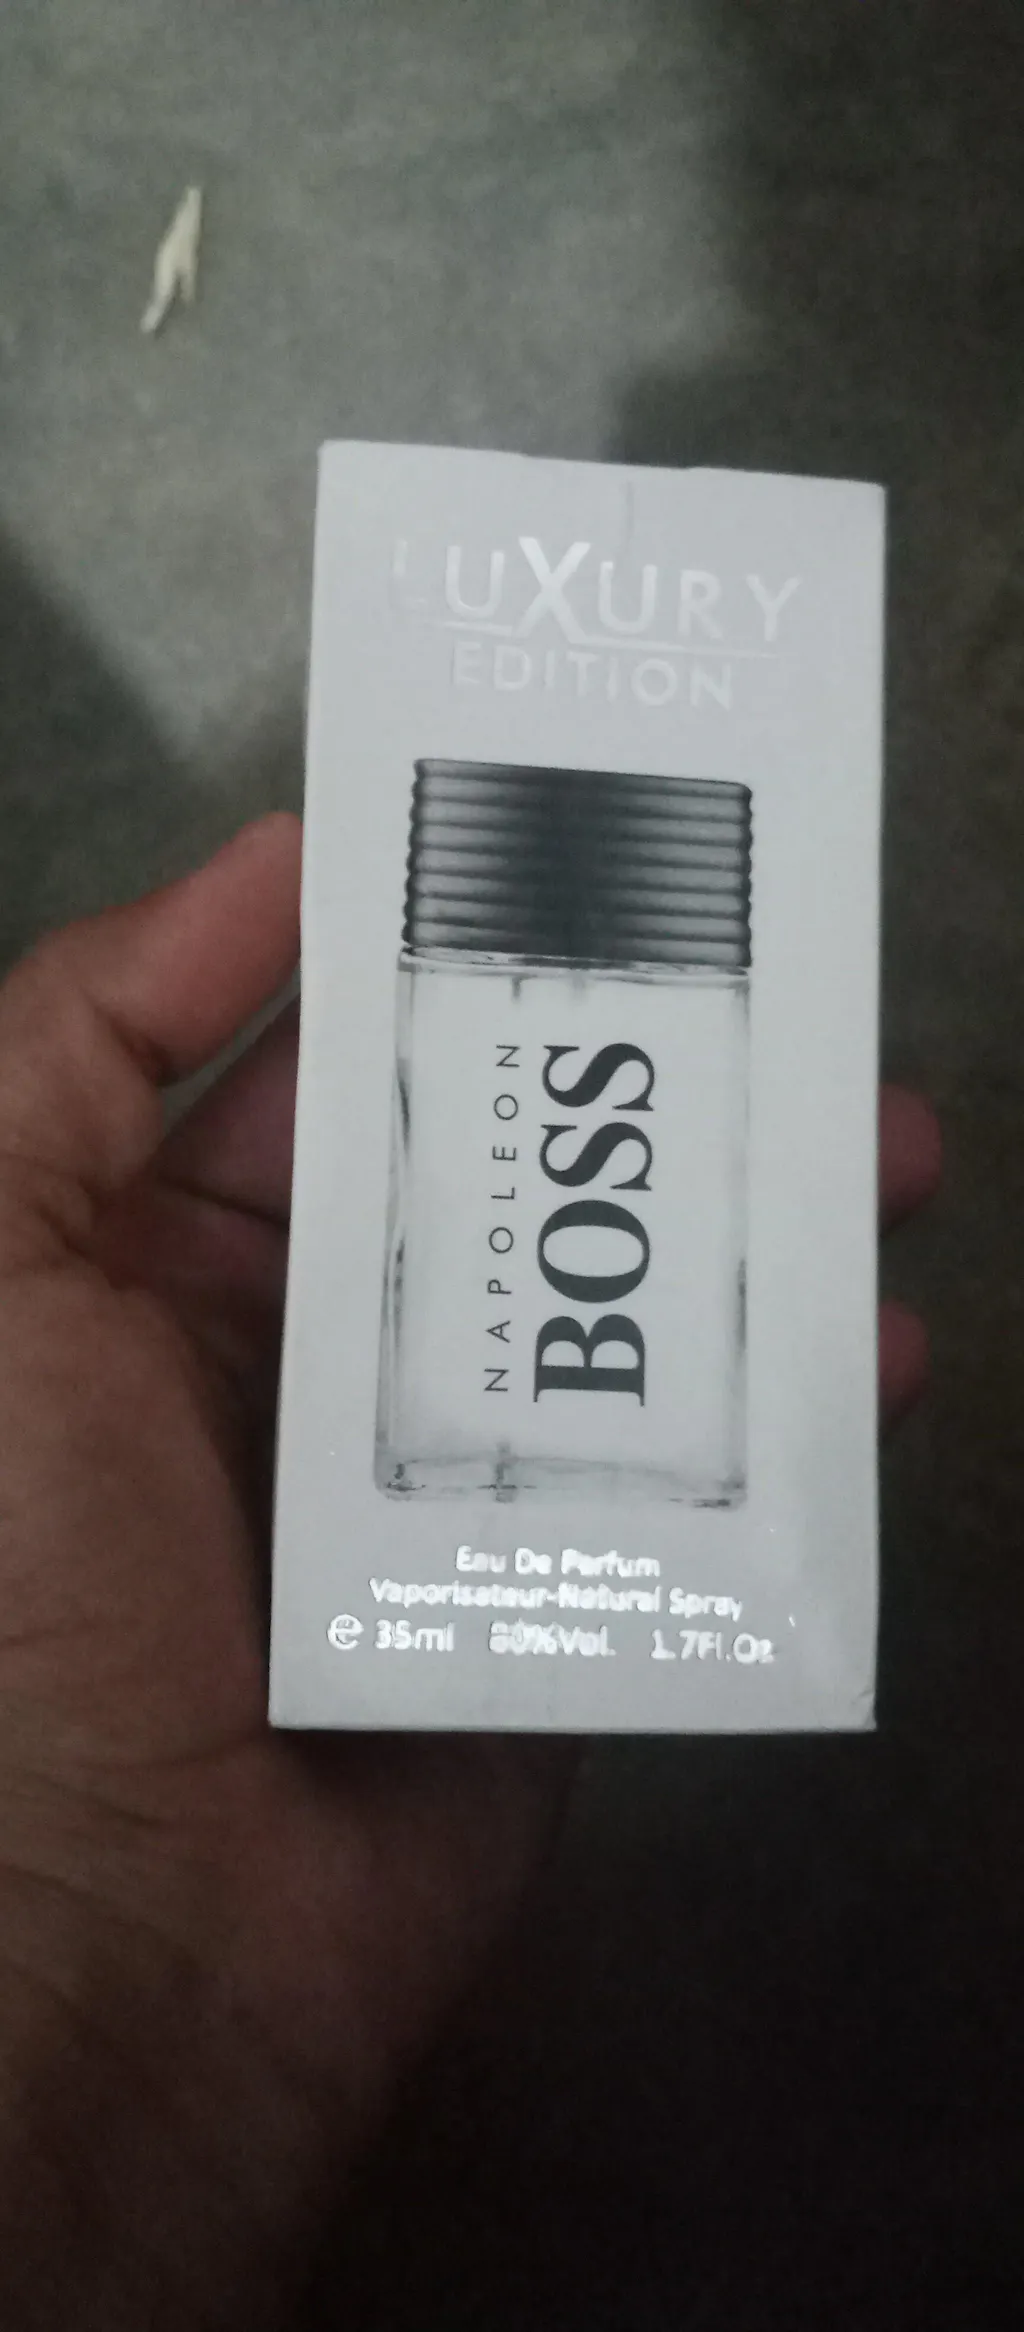 LUXURY
EDITION
NAPOLEON
BOSS
Eau De Parfum
Vaporisateur-Natural Spray
℮ 35ml 80%Vol. 1.7Fl.Oz